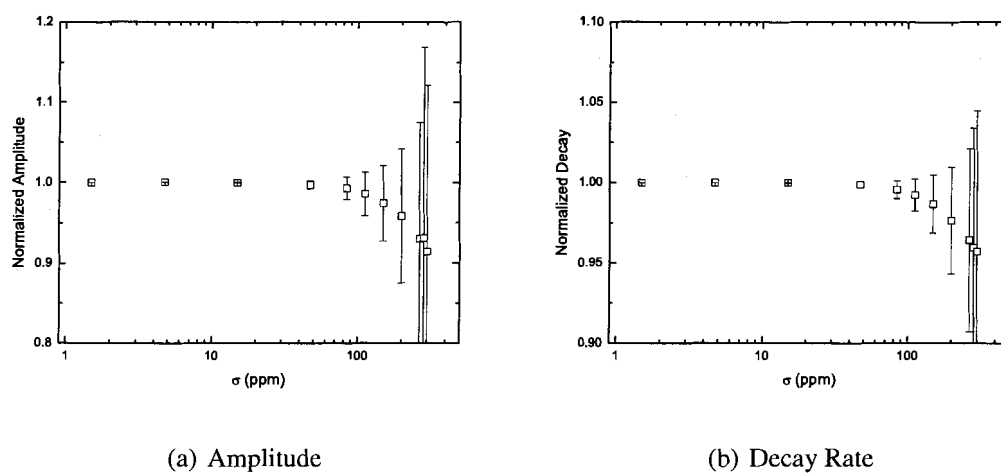 1.2
1.1
1.0
0.9
0.8
Normalized Amplitude
1
10
100
σ (ppm)
(a) Amplitude
1.10
1.05
1.00
0.95
0.90
Normalized Decay
1
10
100
σ (ppm)
(b) Decay Rate